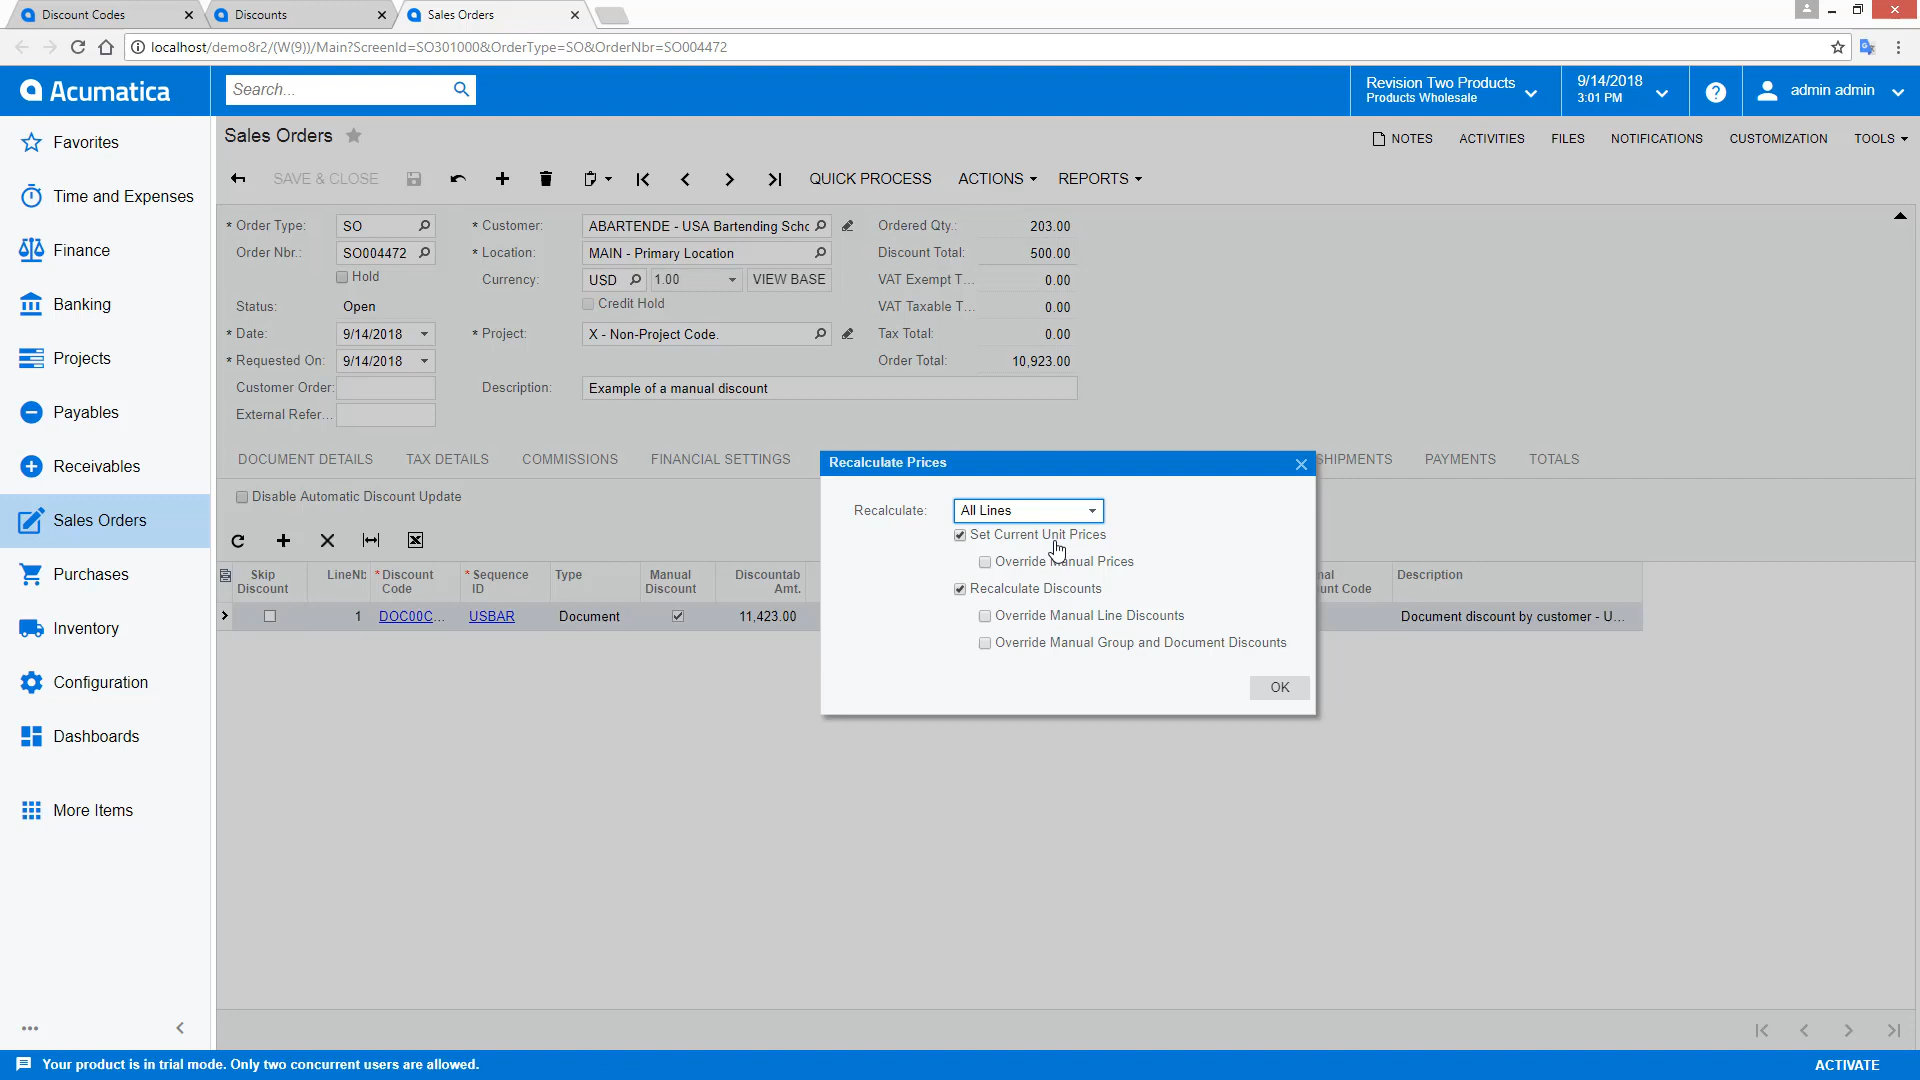 Discount Codes
Discounts
Sales Orders
localhost/demo8r2/(W(9))/Main?ScreenId=SO301000&OrderType=SO&OrderNbr=SO004472
Acumatica
Search...
Revision Two Products
Products Wholesale
9/14/2018
3:01 PM
admin admin
Favorites
Time and Expenses
Finance
Banking
Projects
Payables
Receivables
Sales Orders
Purchases
Inventory
Configuration
Dashboards
More Items
Sales Orders
NOTES ACTIVITIES FILES NOTIFICATIONS CUSTOMIZATION TOOLS
SAVE & CLOSE QUICK PROCESS ACTIONS REPORTS
* Order Type: SO * Customer: ABARTENDE - USA Bartending Scho Ordered Qty.: 203.00
Order Nbr.: SO004472 * Location: MAIN - Primary Location Discount Total: 500.00
Hold Currency: USD 1.00 VIEW BASE VAT Exempt T... 0.00
Status: Open Credit Hold VAT Taxable T... 0.00
* Date: 9/14/2018 * Project: X - Non-Project Code. Tax Total: 0.00
* Requested On: 9/14/2018 Order Total: 10,923.00
Customer Order: Description: Example of a manual discount
External Refer...
DOCUMENT DETAILS TAX DETAILS COMMISSIONS FINANCIAL SETTINGS SHIPMENTS PAYMENTS TOTALS
Disable Automatic Discount Update
Skip Discount LineNb * Discount Code * Sequence ID Type Manual Discount Discountab Amt. nal unt Code Description
1 DOC00C... USBAR Document 11,423.00 Document discount by customer - U...
Recalculate Prices
Recalculate: All Lines
Set Current Unit Prices
Override Manual Prices
Recalculate Discounts
Override Manual Line Discounts
Override Manual Group and Document Discounts
OK
Your product is in trial mode. Only two concurrent users are allowed.
ACTIVATE